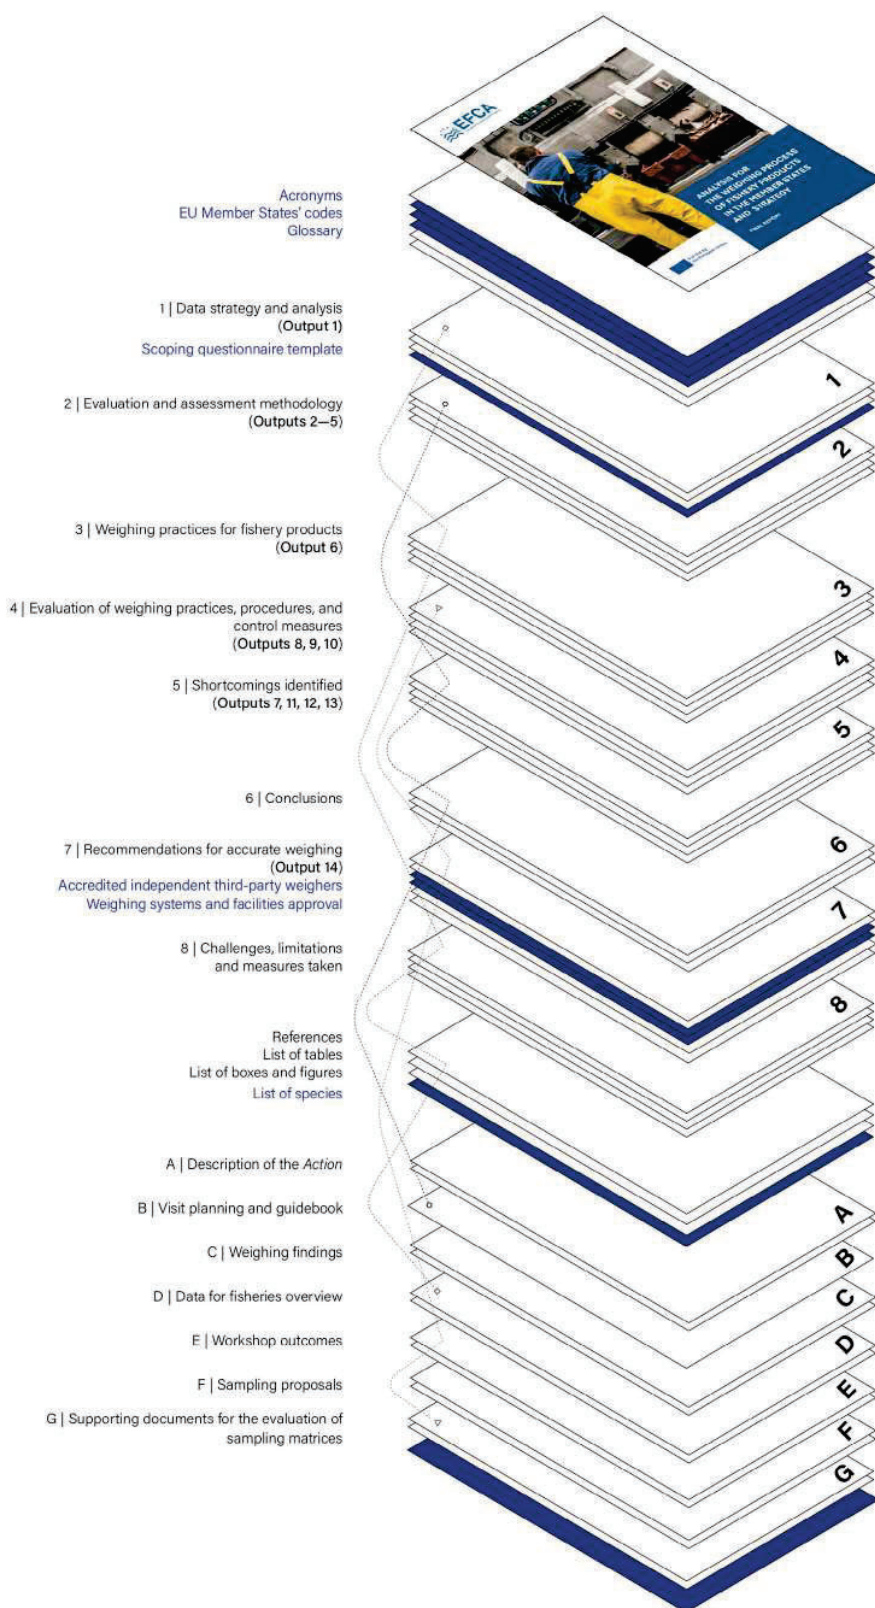 EFCA
ANALYSIS FOR
THE WEIGHING PROCESS
OF FISHERY PRODUCTS
IN THE MEMBER STATES
AND STRATEGY
FINAL REPORT
Acronyms
EU Member States' codes
Glossary
1 | Data strategy and analysis
(Output 1)
Scoping questionnaire template
1
2 | Evaluation and assessment methodology
(Outputs 2—5)
2
3 | Weighing practices for fishery products
(Output 6)
3
4 | Evaluation of weighing practices, procedures, and
control measures
(Outputs 8, 9, 10)
4
5 | Shortcomings identified
(Outputs 7, 11, 12, 13)
5
6 | Conclusions
6
7 | Recommendations for accurate weighing
(Output 14)
Accredited independent third-party weighers
Weighing systems and facilities approval
7
8 | Challenges, limitations
and measures taken
8
References
List of tables
List of boxes and figures
List of species
A | Description of the Action
A
B | Visit planning and guidebook
B
C | Weighing findings
C
D | Data for fisheries overview
D
E | Workshop outcomes
E
F | Sampling proposals
F
G | Supporting documents for the evaluation of
sampling matrices
G